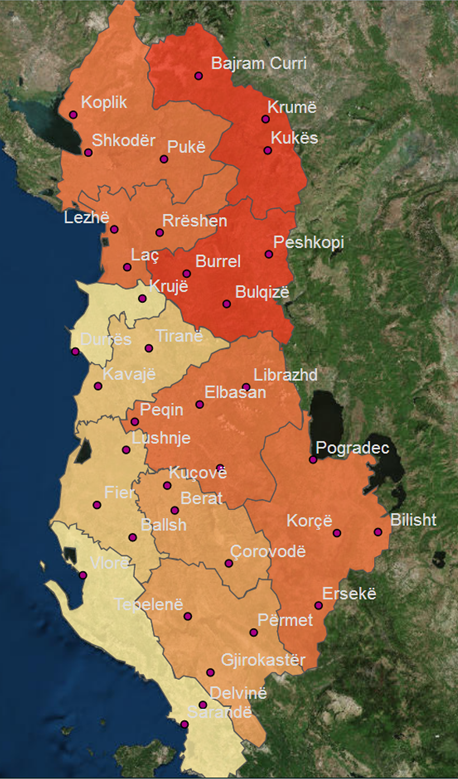 Bajram Curri
Koplik
Krumë
Shkodër
Kukës
Pukë
Lezhë
Rrëshen
Peshkopi
Laç
Burrel
Krujë
Bulqizë
Durrës
Tiranë
Kavajë
Librazhd
Elbasan
Peqin
Lushnje
Pogradec
Kuçovë
Fier
Berat
Korçë
Bilisht
Ballsh
Çorovodë
Vlorë
Ersekë
Tepelenë
Përmet
Gjirokastër
Delvinë
Sarandë